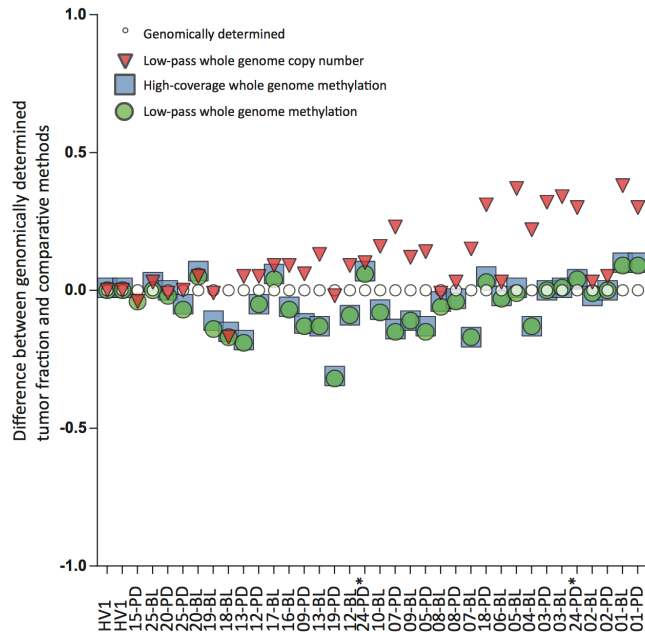 1.0
0.5
0.0
-0.5
-1.0
Difference between genomically determined
tumor fraction and comparative methods
Genomically determined
Low-pass whole genome copy number
High-coverage whole genome methylation
Low-pass whole genome methylation
HV1
HV1
15-PD
25-BL
20-PD
25-PD
20-BL
19-BL
18-BL
13-PD
12-PD
17-BL
16-BL
09-PD
13-BL
19-PD
12-BL
24-PD*
10-BL
07-PD
09-BL
05-PD
08-BL
08-PD
07-BL
18-PD
06-BL
05-BL
04-BL
03-PD
03-BL
24-PD*
02-BL
02-PD
01-BL
01-PD